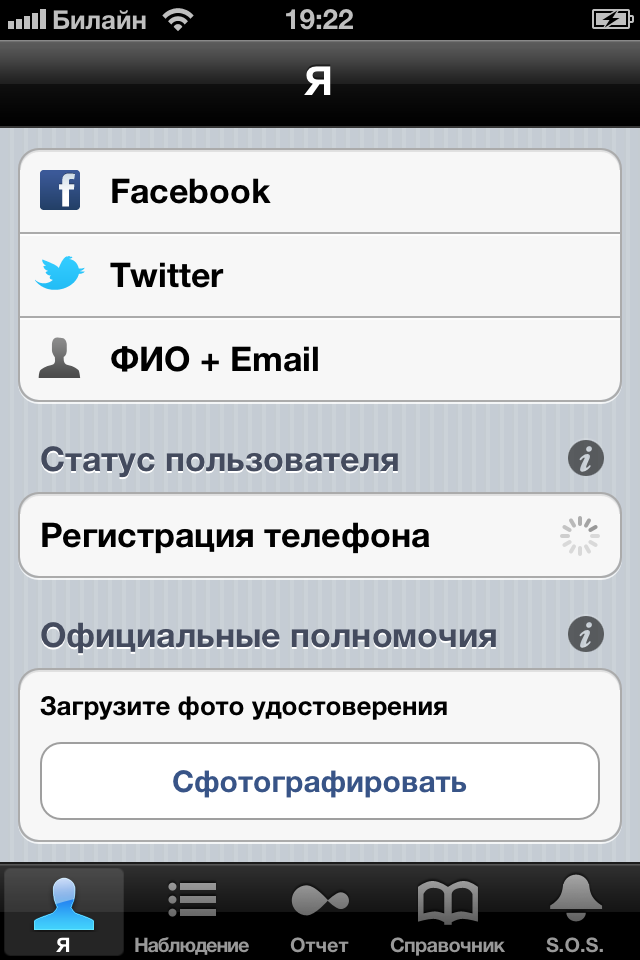 Билайн 19:22
Я
Facebook
Twitter
ФИО + Email
Статус пользователя
Регистрация телефона
Официальные полномочия
Загрузите фото удостоверения
Сфотографировать
Я Наблюдение Отчет Справочник S.O.S.